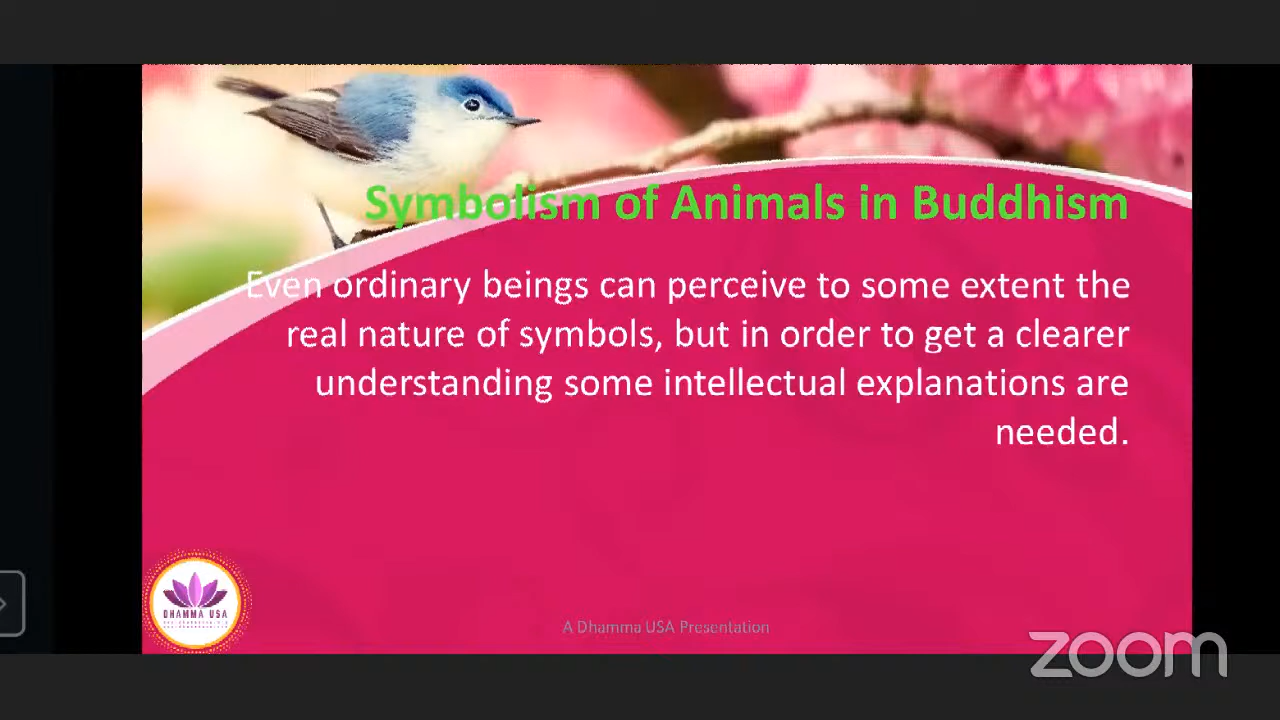 Symbolism of Animals in Buddhism
Even ordinary beings can perceive to some extent the
real nature of symbols, but in order to get a clearer
understanding some intellectual explanations are
needed.
DHAMMA USA
A Dhamma USA Presentation
zoom